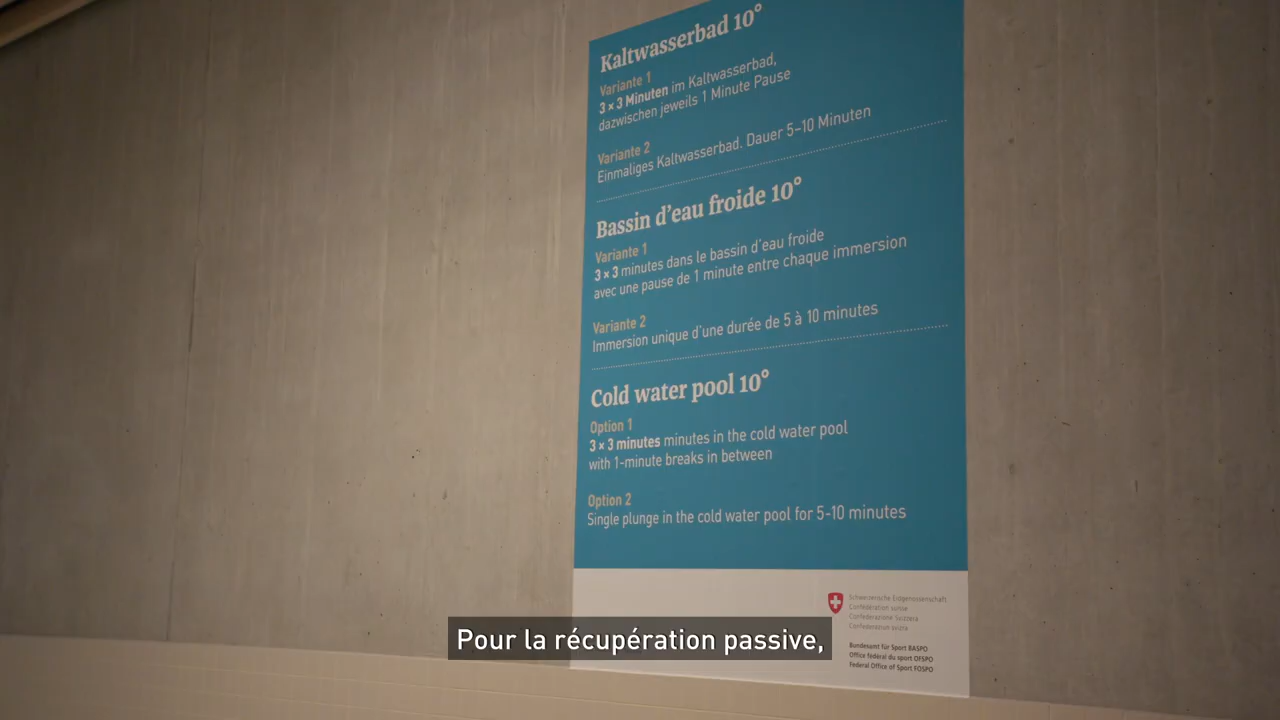 Kaltwasserbad 10°
Variante 1
3 × 3 Minuten im Kaltwasserbad,
dazwischen jeweils 1 Minute Pause
Variante 2
Einmaliges Kaltwasserbad. Dauer 5–10 Minuten
Bassin d'eau froide 10°
Variante 1
3 × 3 minutes dans le bassin d'eau froide
avec une pause de 1 minute entre chaque immersion
Variante 2
Immersion unique d'une durée de 5 à 10 minutes
Cold water pool 10°
Option 1
3 × 3 minutes minutes in the cold water pool
with 1-minute breaks in between
Option 2
Single plunge in the cold water pool for 5-10 minutes
Schweizerische Eidgenossenschaft
Confédération suisse
Confederazione Svizzera
Confederaziun svizra
Bundesamt für Sport BASPO
Office fédéral du sport OFSPO
Federal Office of Sport FOSPO
Pour la récupération passive,